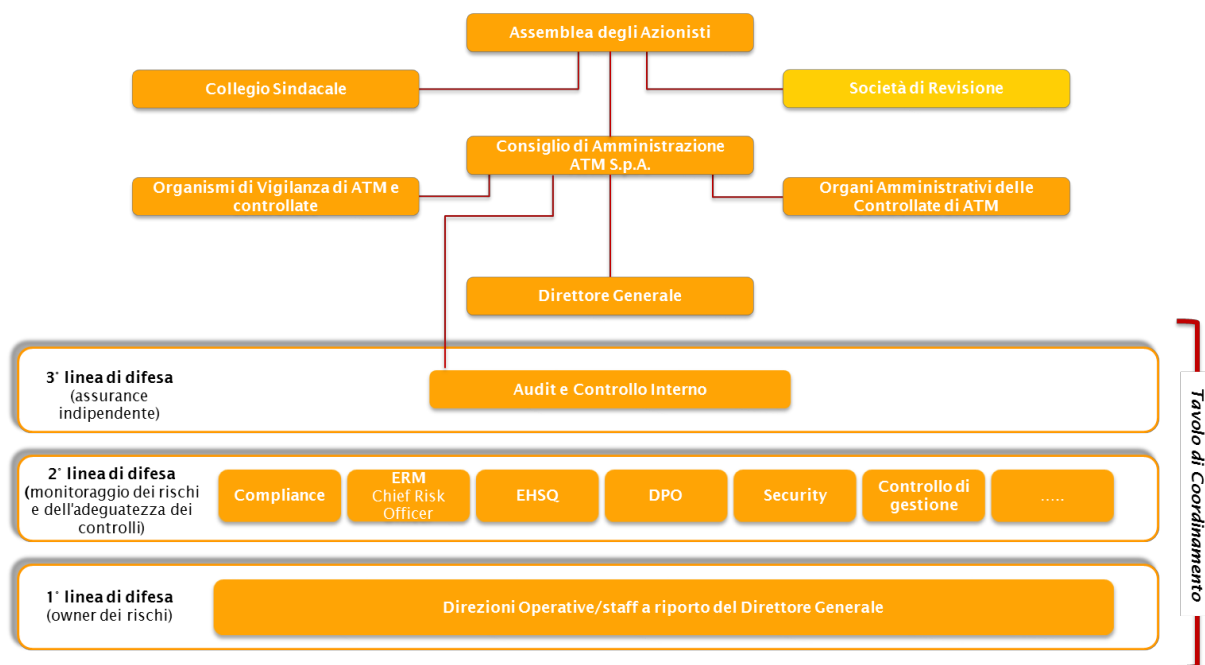 Assemblea degli Azionisti
Collegio Sindacale
Società di Revisione
Consiglio di Amministrazione
ATM S.p.A.
Organismi di Vigilanza di ATM e
controllate
Organi Amministrativi delle
Controllate di ATM
Direttore Generale
3° linea di difesa
(assurance
indipendente)
Audit e Controllo Interno
2° linea di difesa
(monitoraggio dei rischi
e dell'adeguatezza dei
controlli)
Compliance
ERM
Chief Risk
Officer
EHSQ
DPO
Security
Controllo di
gestione
.....
1° linea di difesa
(owner dei rischi)
Direzioni Operative/staff a riporto del Direttore Generale
Tavolo di Coordinamento